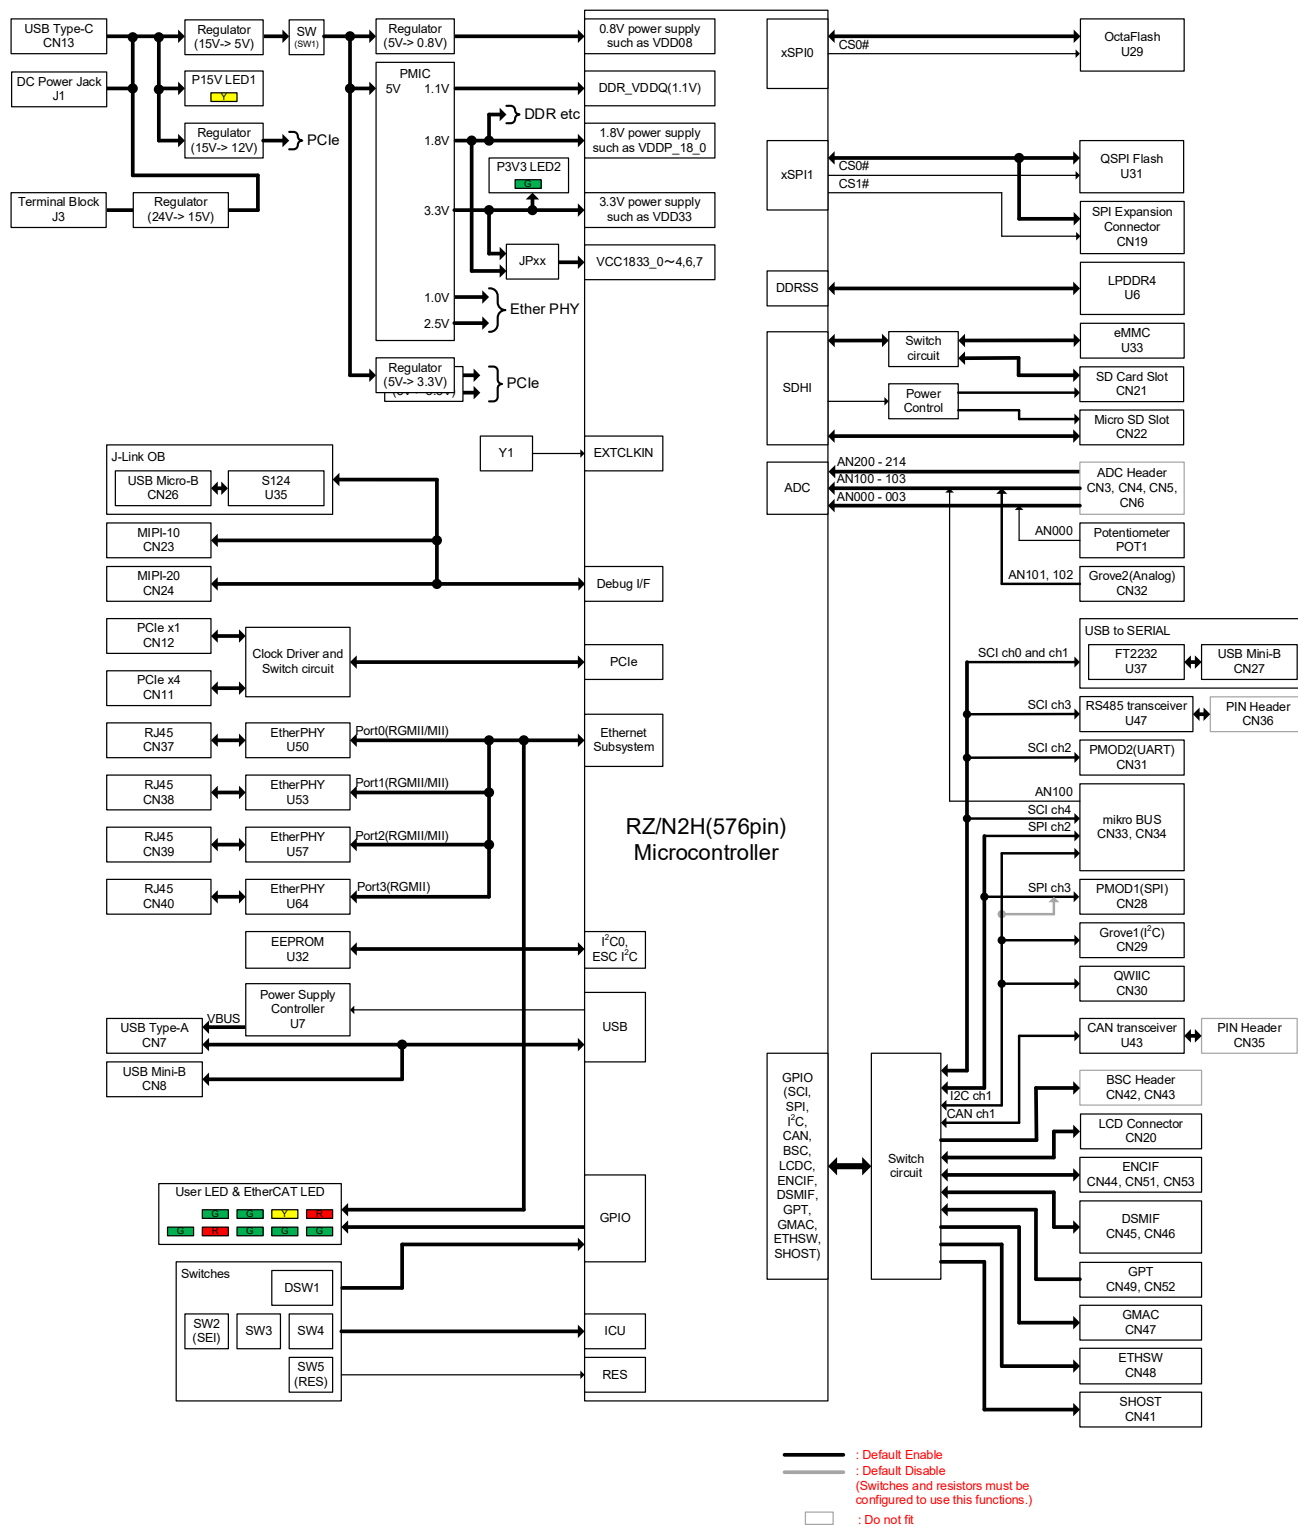 USB Type-C
CN13
DC Power Jack
J1
Terminal Block
J3
Regulator
(15V-> 5V)
P15V LED1
Y
Regulator
(15V-> 12V)
PCIe
Regulator
(24V-> 15V)
SW
(SW1)
Regulator
(5V-> 0.8V)
PMIC
5V
1.1V
1.8V
3.3V
1.0V
2.5V
DDR etc
P3V3 LED2
G
JPxx
Ether PHY
Regulator
(5V-> 3.3V)
PCIe
0.8V power supply
such as VDD08
DDR_VDDQ(1.1V)
1.8V power supply
such as VDDP_18_0
3.3V power supply
such as VDD33
VCC1833_0～4,6,7
Y1
EXTCLKIN
J-Link OB
USB Micro-B
CN26
S124
U35
MIPI-10
CN23
MIPI-20
CN24
Debug I/F
PCIe x1
CN12
PCIe x4
CN11
Clock Driver and
Switch circuit
PCIe
RJ45
CN37
EtherPHY
U50
Port0(RGMII/MII)
Ethernet
Subsystem
RJ45
CN38
EtherPHY
U53
Port1(RGMII/MII)
RJ45
CN39
EtherPHY
U57
Port2(RGMII/MII)
RJ45
CN40
EtherPHY
U64
Port3(RGMII)
EEPROM
U32
I²C0,
ESC I²C
Power Supply
Controller
U7
VBUS
USB Type-A
CN7
USB Mini-B
CN8
USB
User LED & EtherCAT LED
G G Y R
G R G G G
GPIO
Switches
DSW1
SW2
(SEI)
SW3
SW4
SW5
(RES)
ICU
RES
RZ/N2H(576pin)
Microcontroller
xSPI0
CS0#
OctaFlash
U29
xSPI1
CS0#
CS1#
QSPI Flash
U31
SPI Expansion
Connector
CN19
DDRSS
LPDDR4
U6
SDHI
Switch
circuit
Power
Control
eMMC
U33
SD Card Slot
CN21
Micro SD Slot
CN22
ADC
AN200 - 214
AN100 - 103
AN000 - 003
ADC Header
CN3, CN4, CN5,
CN6
AN000
Potentiometer
POT1
AN101, 102
Grove2(Analog)
CN32
USB to SERIAL
SCI ch0 and ch1
FT2232
U37
USB Mini-B
CN27
SCI ch3
RS485 transceiver
U47
PIN Header
CN36
SCI ch2
PMOD2(UART)
CN31
AN100
SCI ch4
SPI ch2
mikro BUS
CN33, CN34
SPI ch3
PMOD1(SPI)
CN28
Grove1(I²C)
CN29
QWIIC
CN30
CAN transceiver
U43
PIN Header
CN35
I2C ch1
CAN ch1
GPIO
(SCI,
SPI,
I²C,
CAN,
BSC,
LCDC,
ENCIF,
DSMIF,
GPT,
GMAC,
ETHSW,
SHOST)
Switch
circuit
BSC Header
CN42, CN43
LCD Connector
CN20
ENCIF
CN44, CN51, CN53
DSMIF
CN45, CN46
GPT
CN49, CN52
GMAC
CN47
ETHSW
CN48
SHOST
CN41
: Default Enable
: Default Disable
(Switches and resistors must be
configured to use this functions.)
: Do not fit